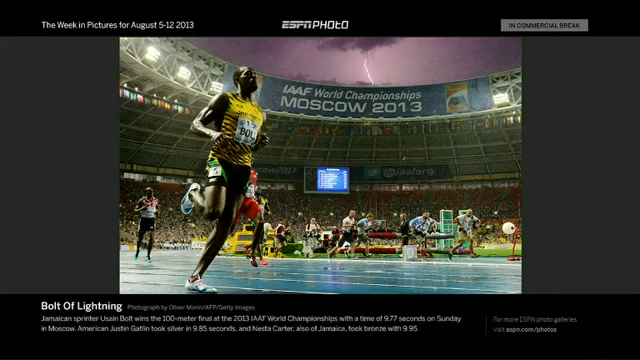 The Week in Pictures for August 5-12 2013
ESPN PHOTO
IN COMMERCIAL BREAK
IAAF World Championships
MOSCOW 2013
iaaf.org
BOLT
Bolt Of Lightning Photograph by Oliver Morin/AFP/Getty Images
Jamaican sprinter Usain Bolt wins the 100-meter final at the 2013 IAAF World Championships with a time of 9.77 seconds on Sunday
in Moscow. American Justin Gatlin took silver in 9.85 seconds, and Nesta Carter, also of Jamaica, took bronze with 9.95.
For more ESPN photo galleries
visit espn.com/photos